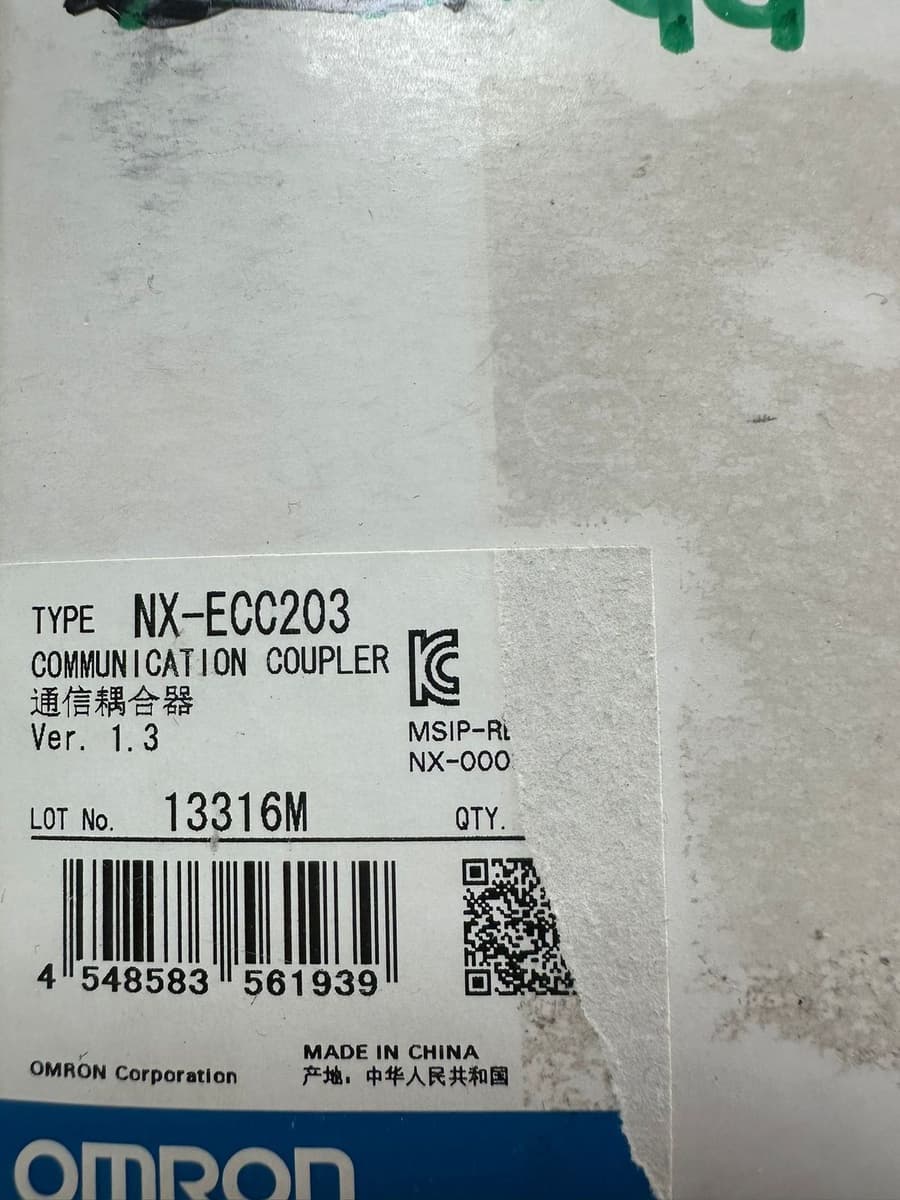 TYPE NX-ECC203
COMMUNICATION COUPLER
通信耦合器
Ver. 1.3
MSIP-R
NX-000
LOT No. 13316M
QTY.
4 548583 561939
MADE IN CHINA
OMRON Corporation
产地：中华人民共和国
OMRON